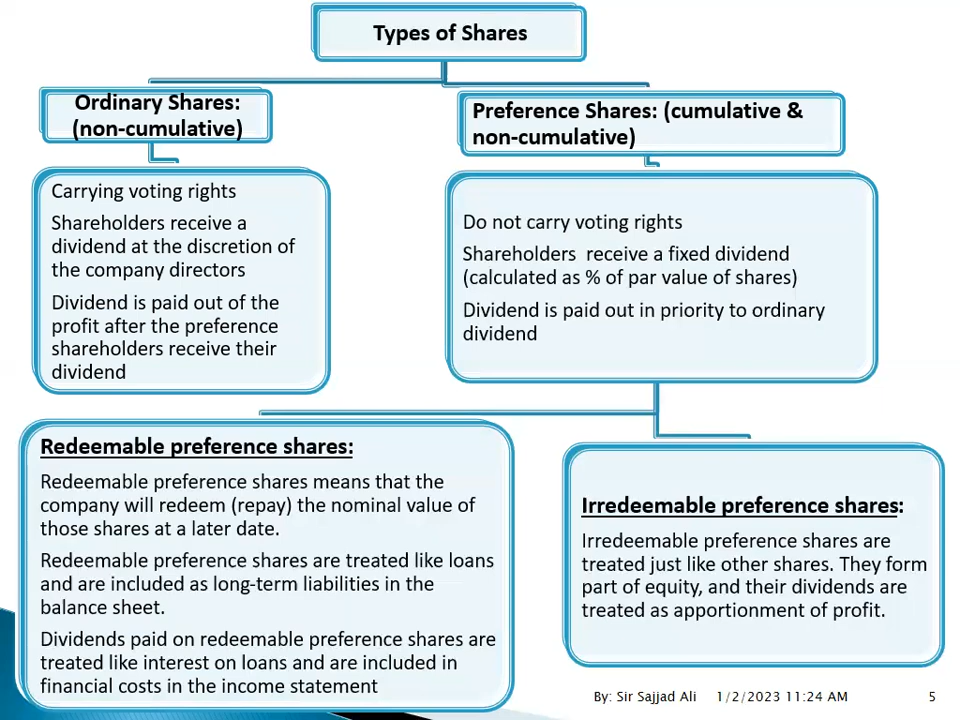 Types of Shares
Ordinary Shares:
(non-cumulative)
Preference Shares: (cumulative &
non-cumulative)
Carrying voting rights
Shareholders receive a
dividend at the discretion of
the company directors
Dividend is paid out of the
profit after the preference
shareholders receive their
dividend
Do not carry voting rights
Shareholders receive a fixed dividend
(calculated as % of par value of shares)
Dividend is paid out in priority to ordinary
dividend
Redeemable preference shares:
Redeemable preference shares means that the
company will redeem (repay) the nominal value of
those shares at a later date.
Redeemable preference shares are treated like loans
and are included as long-term liabilities in the
balance sheet.
Dividends paid on redeemable preference shares are
treated like interest on loans and are included in
financial costs in the income statement
Irredeemable preference shares:
Irredeemable preference shares are
treated just like other shares. They form
part of equity, and their dividends are
treated as apportionment of profit.
By: Sir Sajjad Ali 1/2/2023 11:24 AM 5